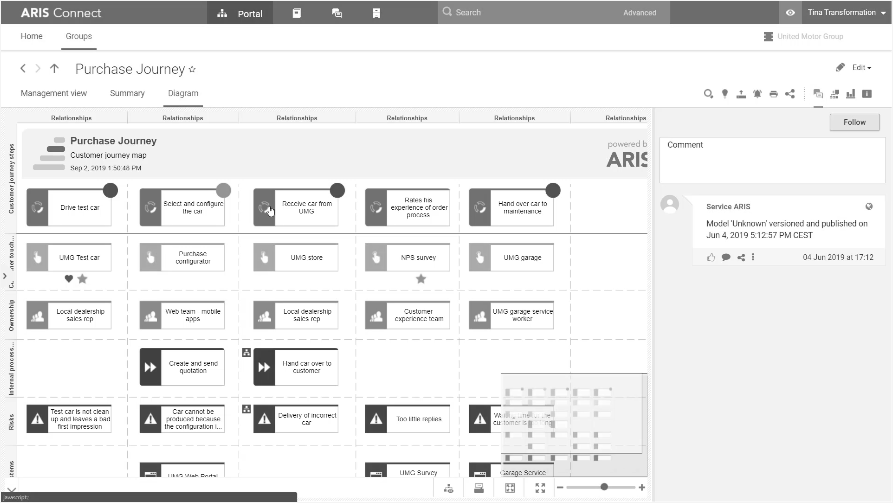 ARIS Connect
Portal
Search
Advanced
Tina Transformation
Home
Groups
United Motor Group
Purchase Journey
Edit
Management view
Summary
Diagram
Relationships
Relationships
Relationships
Relationships
Relationships
Relationships
Follow
Purchase Journey
Customer journey map
Sep 2, 2019 1:50:48 PM
powered b
ARIS
Comment
Customer journey steps
Drive test car
Select and configure
the car
Receive car from
UMG
Rates his
experience of order
process
Hand over car to
maintenance
Service ARIS
Model 'Unknown' versioned and published on
Jun 4, 2019 5:12:57 PM CEST
04 Jun 2019 at 17:12
UMG Test car
Purchase
configurator
UMG store
NPS survey
UMG garage
Ownership
Local dealership
sales rep
Web team - mobile
apps
Local dealership
sales rep
Customer
experience team
UMG garage service
worker
Internal process...
Create and send
quotation
Hand car over to
customer
Risks
Test car is not clean
up and leaves a bad
first impression
Car cannot be
produced because
the configuration i...
Delivery of incorrect
car
Too little replies
customer is
UMG Web Portal
UMG Survey
Garage Service
javascript: